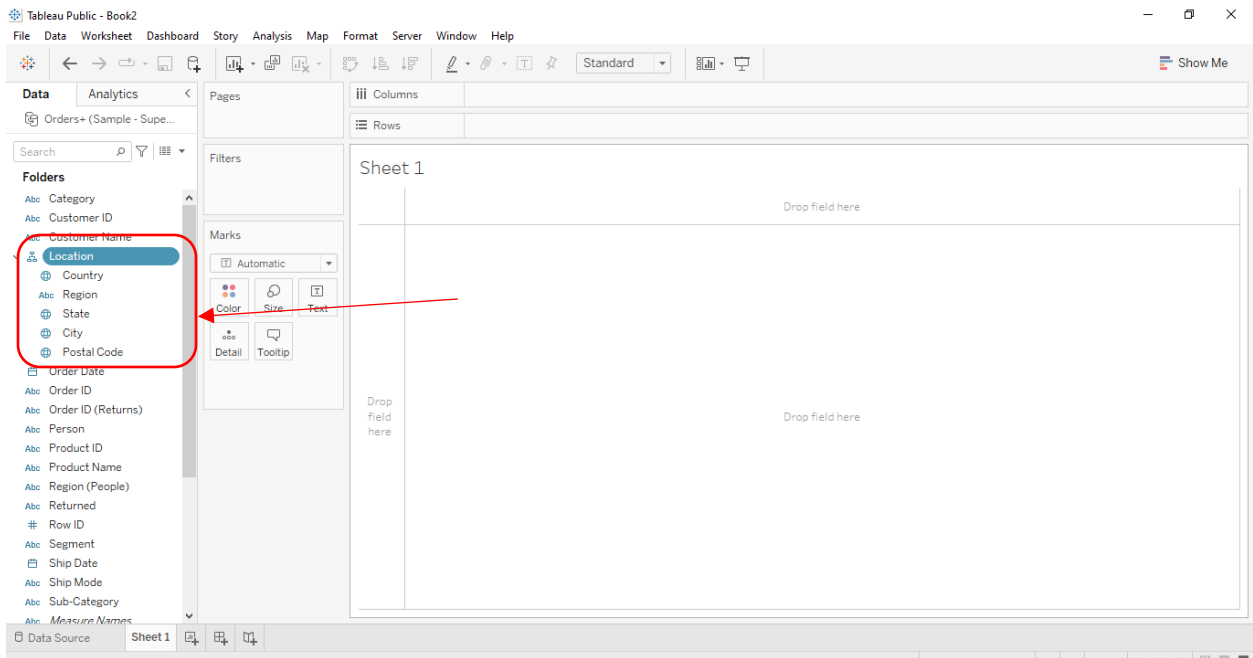 Tableau Public - Book2
File Data Worksheet Dashboard Story Analysis Map Format Server Window Help
Standard
Show Me
Data
Analytics
Orders+ (Sample - Supe...
Search
Folders
Abc Category
Abc Customer ID
Abc Customer Name
Location
Country
Abc Region
State
City
Postal Code
Order Date
Abc Order ID
Abc Order ID (Returns)
Abc Person
Abc Product ID
Abc Product Name
Abc Region (People)
Abc Returned
# Row ID
Abc Segment
Ship Date
Abc Ship Mode
Abc Sub-Category
Abc Measure Names
Pages
Filters
Marks
T Automatic
Color
Size
T
Text
Detail
Tooltip
Columns
Rows
Sheet 1
Drop field here
Drop
field
here
Drop field here
Data Source
Sheet 1